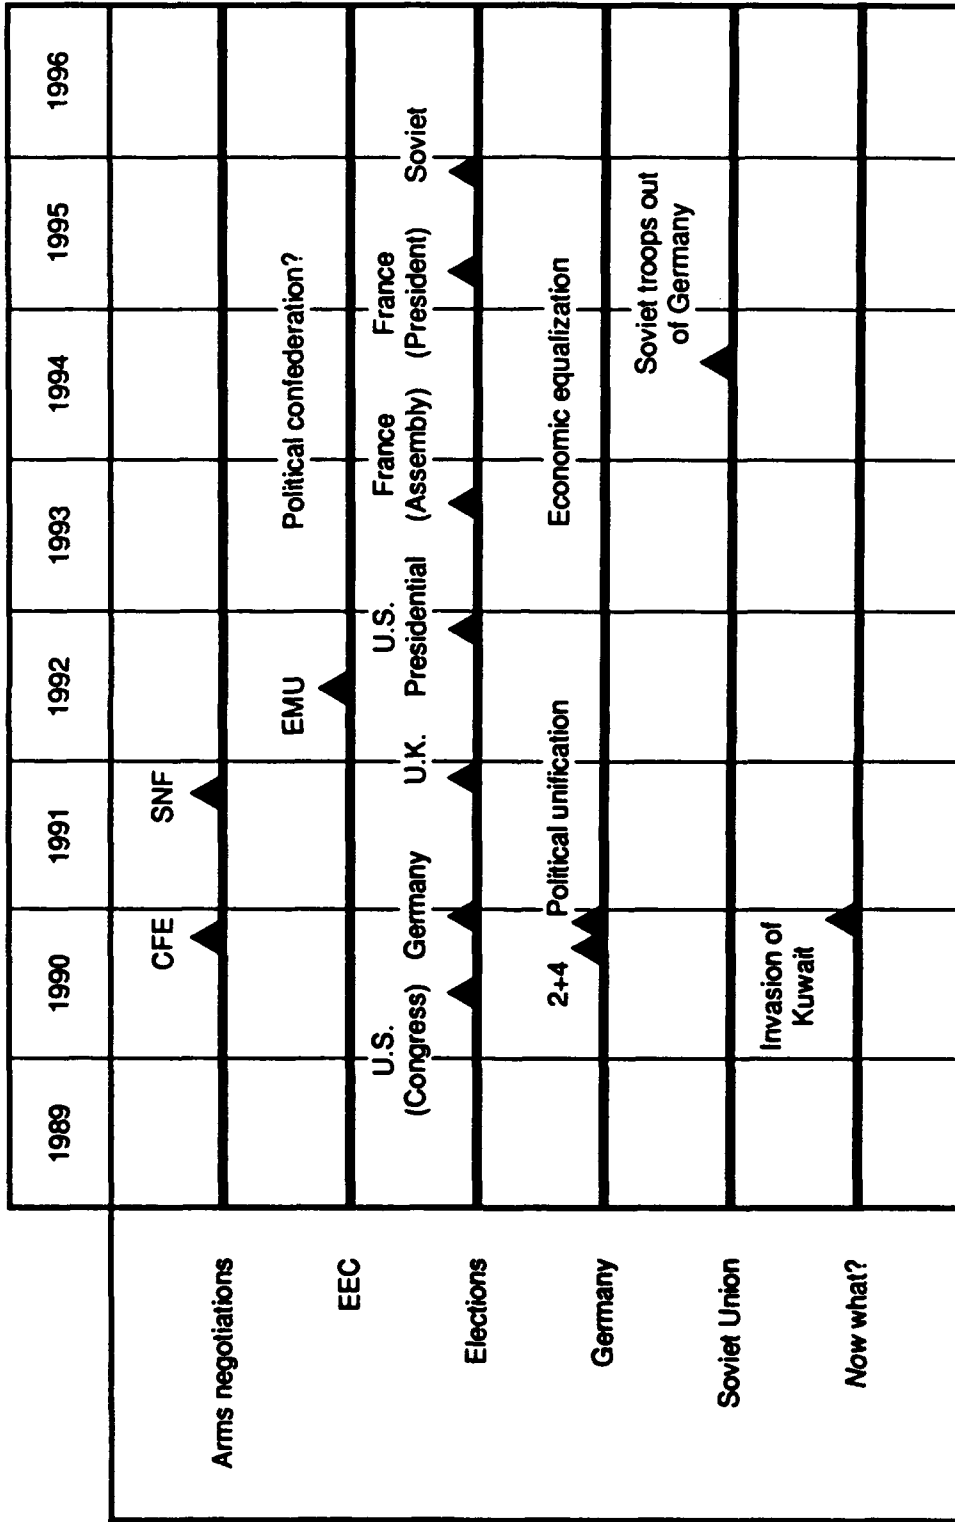 1989 1990 1991 1992 1993 1994 1995 1996
Arms negotiations
CFE SNF
EEC
EMU Political confederation?
Elections
U.S. U.S. France France
(Congress) Germany U.K. Presidential (Assembly) (President) Soviet
Germany
2+4 Political unification Economic equalization
Soviet Union
Soviet troops out
of Germany
Now what?
Invasion of
Kuwait